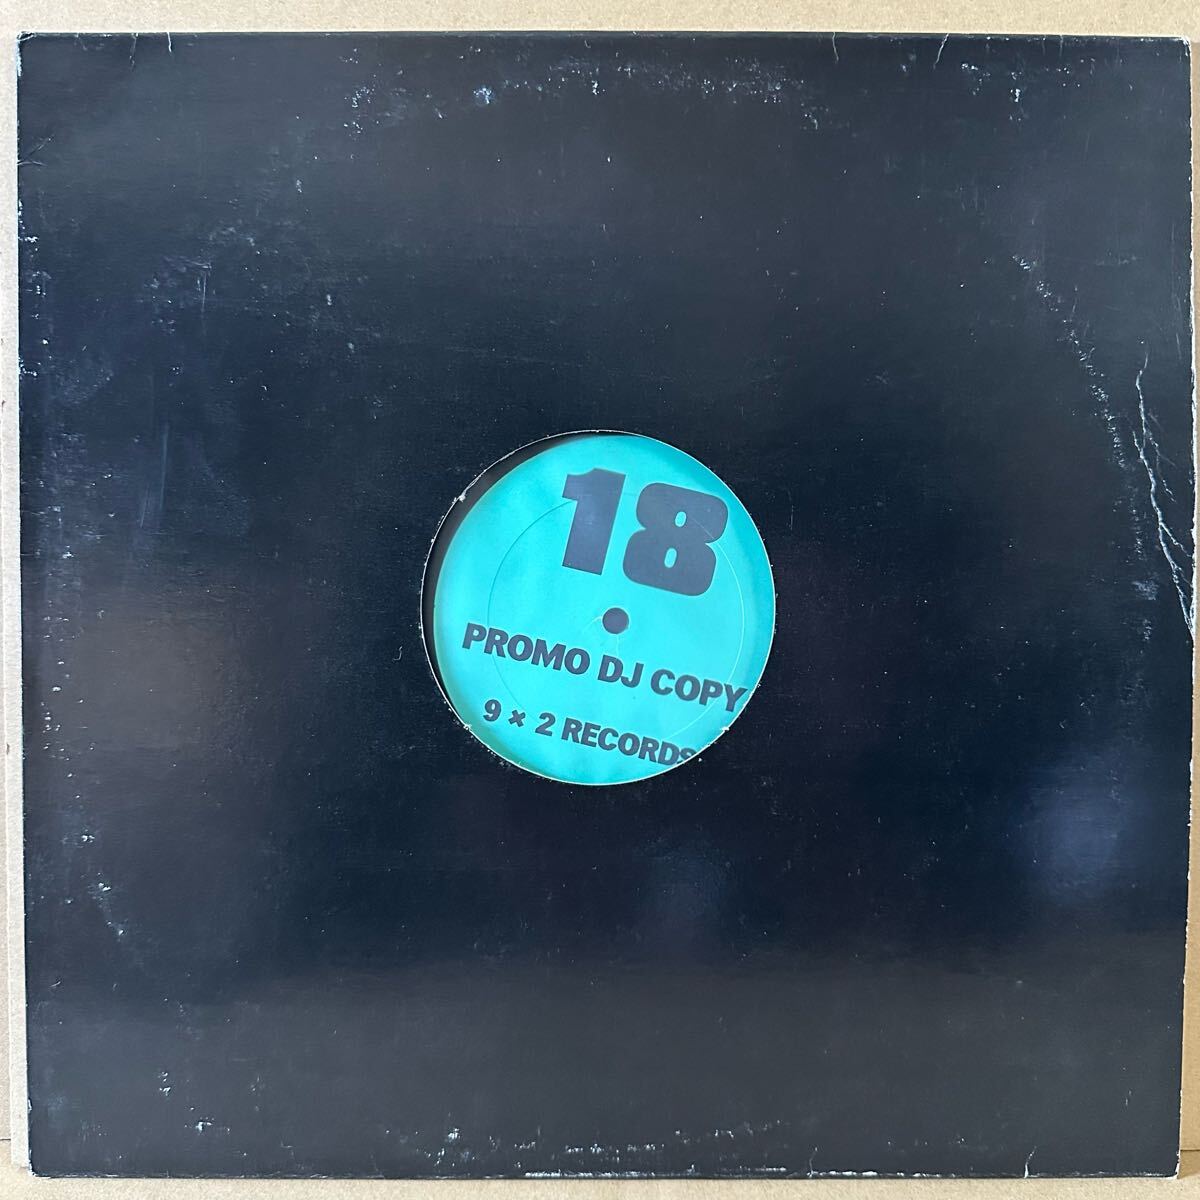 18
PROMO DJ COPY
9 × 2 RECORDS